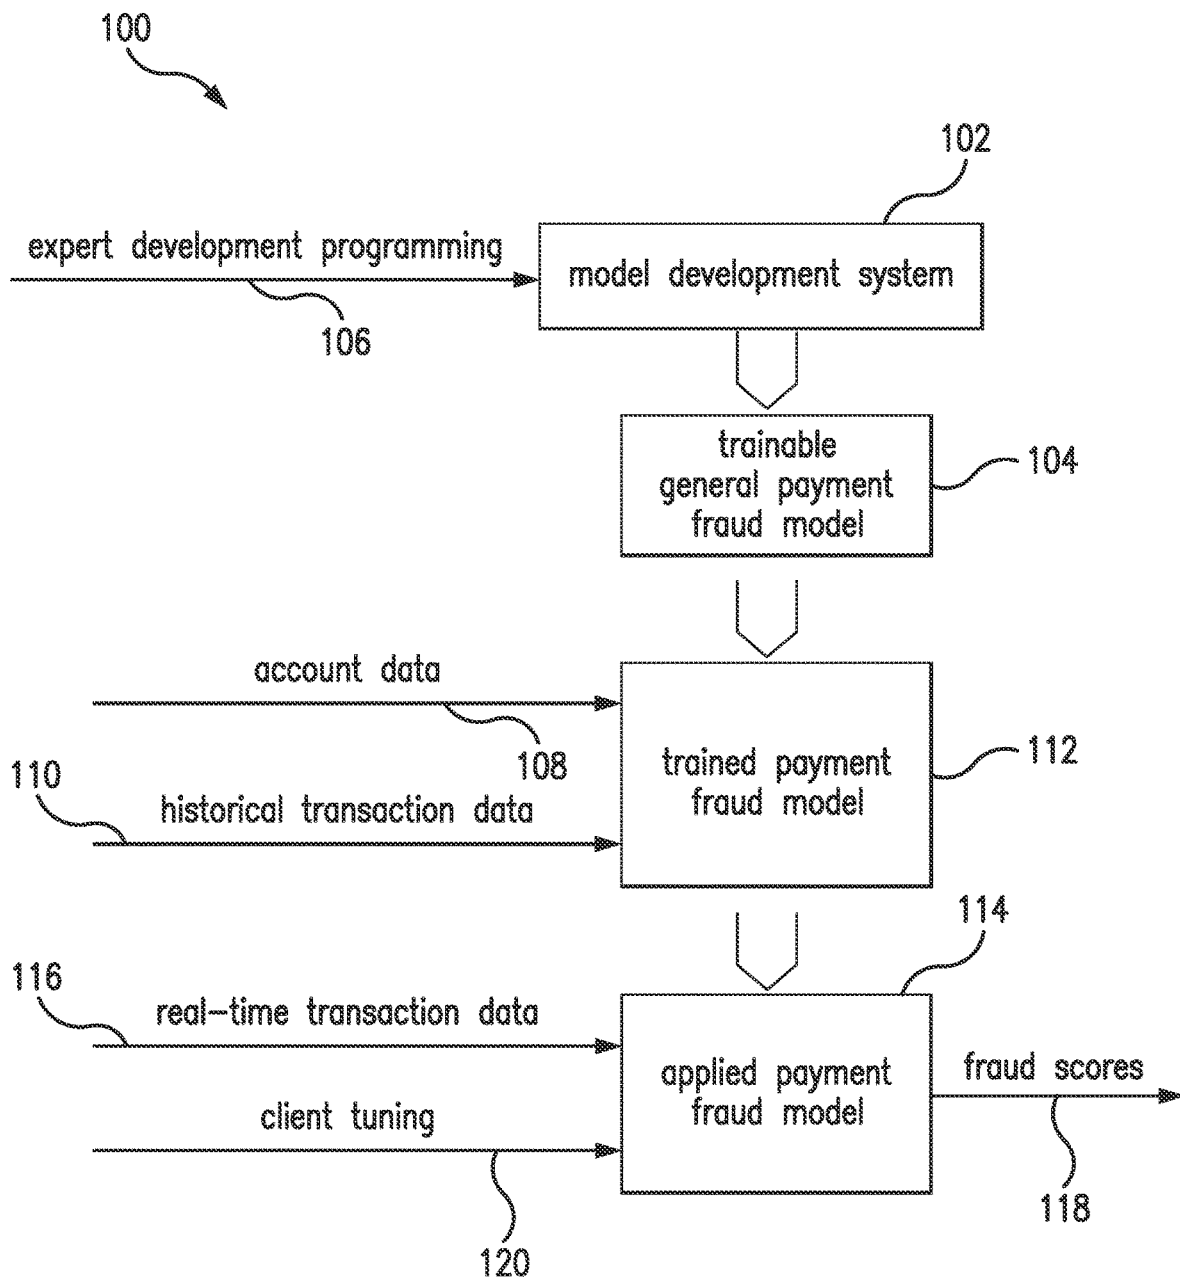 100
102
expert development programming
model development system
106
trainable
general payment
fraud model
104
account data
108
trained payment
fraud model
112
110
historical transaction data
114
116
real-time transaction data
applied payment
fraud model
fraud scores
client tuning
118
120